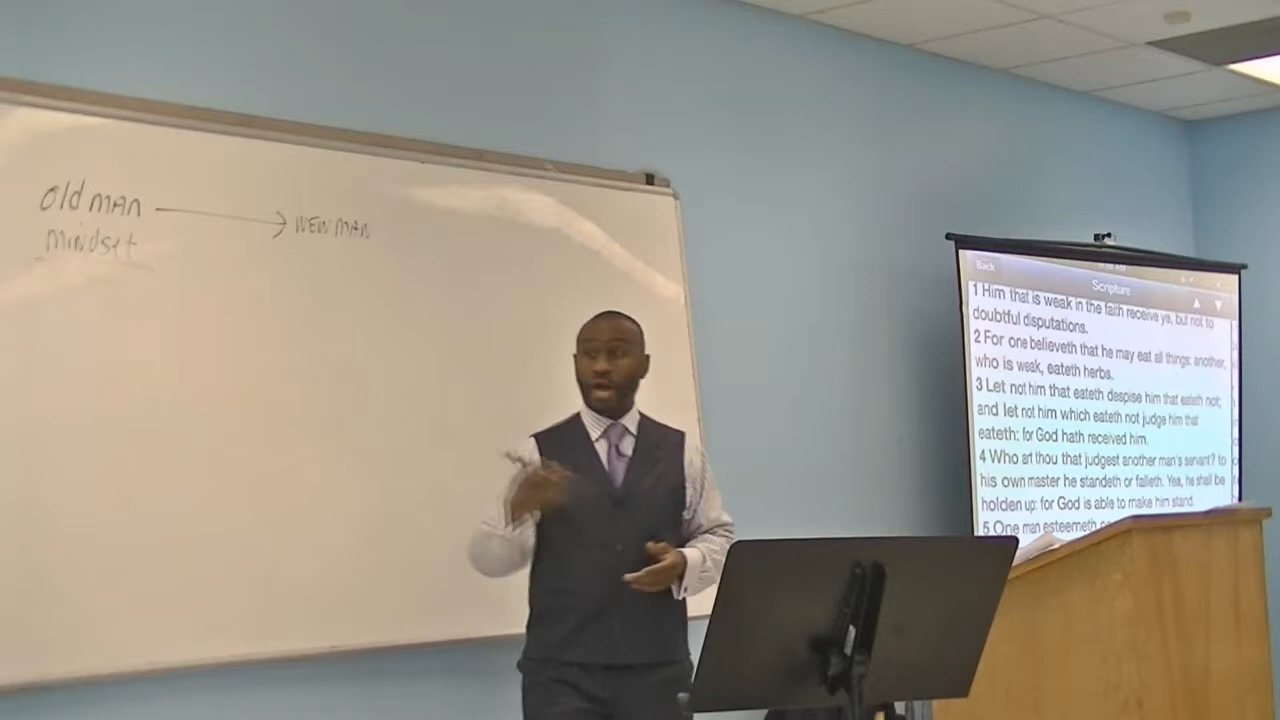 old MAN NEW MAN
mindset
Back
Scripture
1 Him that is weak in the faith receive ye, but not to
doubtful disputations.
2 For one believeth that he may eat all things: another,
who is weak, eateth herbs.
3 Let not him that eateth despise him that eateth not;
and let not him which eateth not judge him that
eateth: for God hath received him.
4 Who art thou that judgest another man's servant? to
his own master he standeth or falleth. Yea, he shall be
holden up: for God is able to make him stand.
5 One man esteemeth